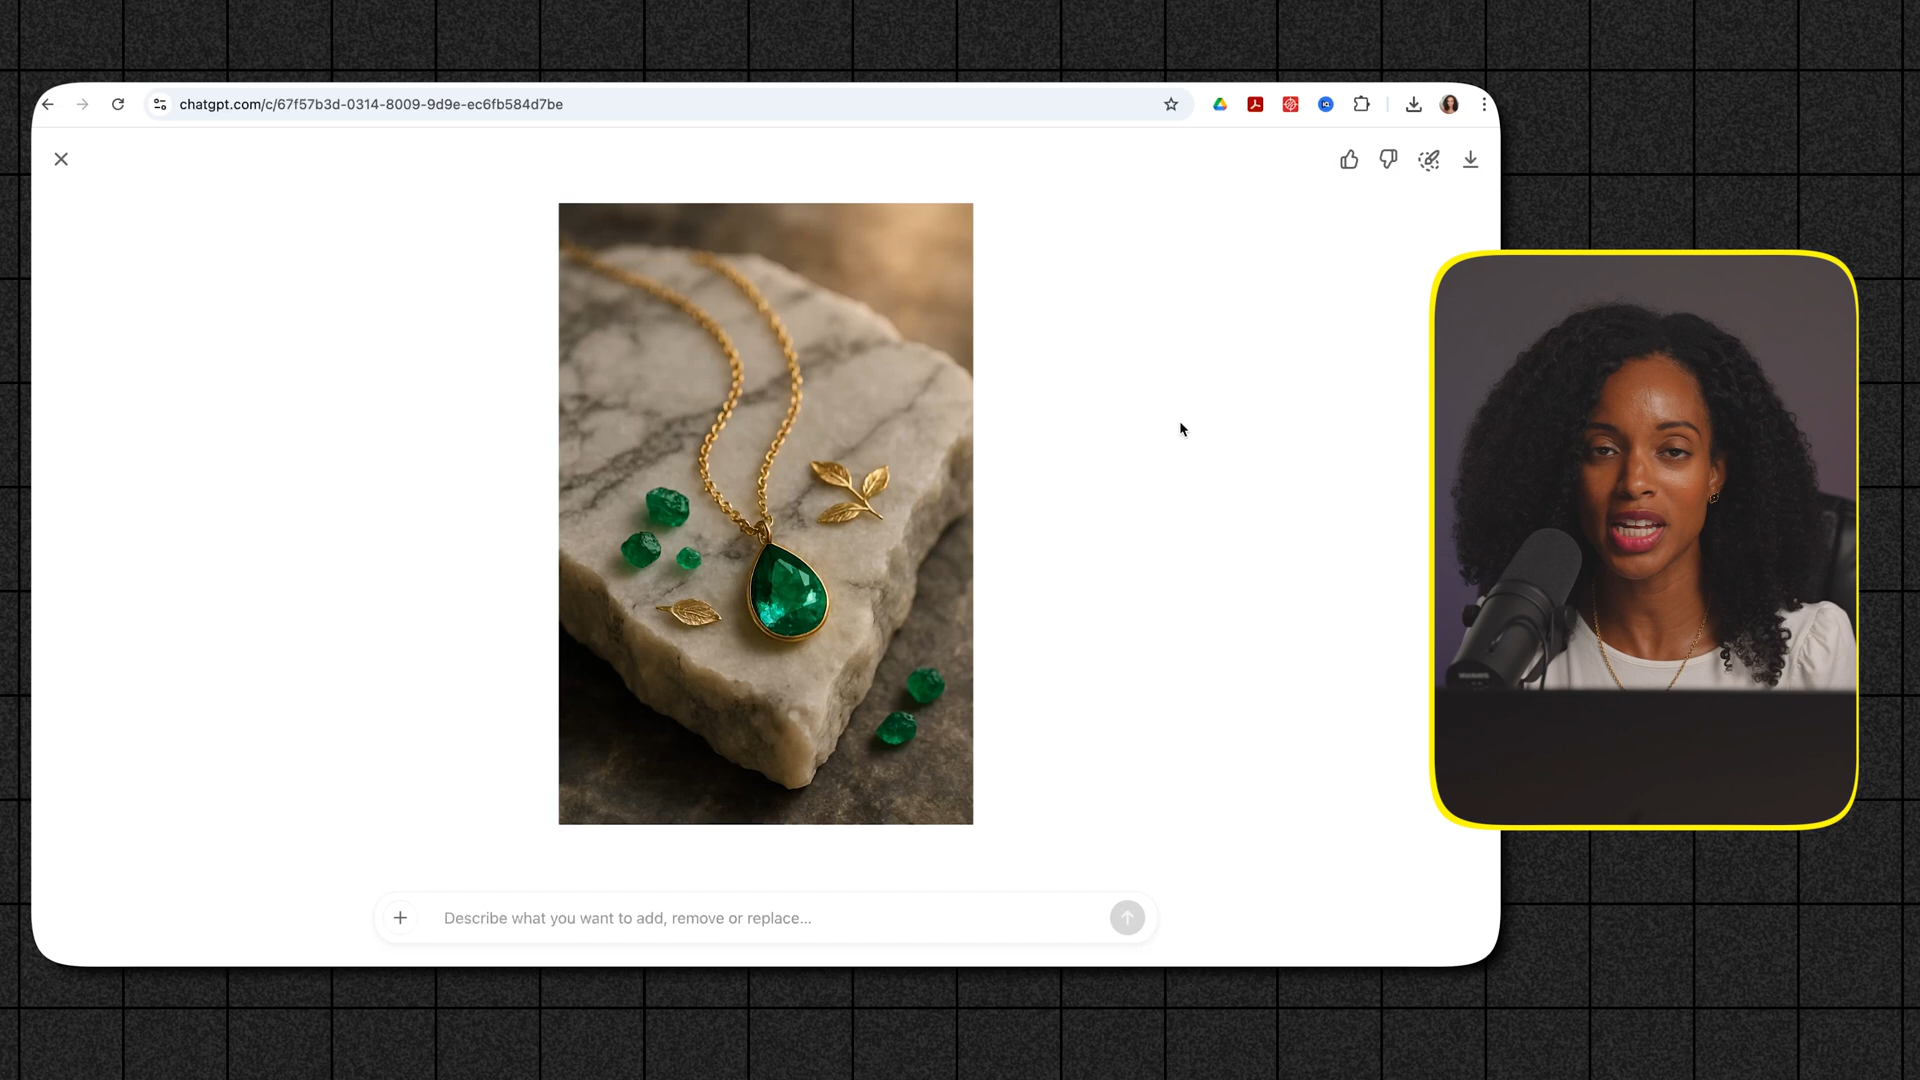 chatgpt.com/c/67f57b3d-0314-8009-9d9e-ec6fb584d7be
Describe what you want to add, remove or replace...